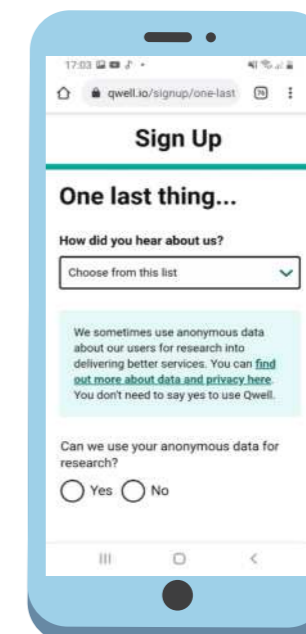 17:03
qwell.io/signup/one-last
76
Sign Up
One last thing...
How did you hear about us?
Choose from this list
We sometimes use anonymous data
about our users for research into
delivering better services. You can find
out more about data and privacy here.
You don't need to say yes to use Qwell.
Can we use your anonymous data for
research?
Yes No